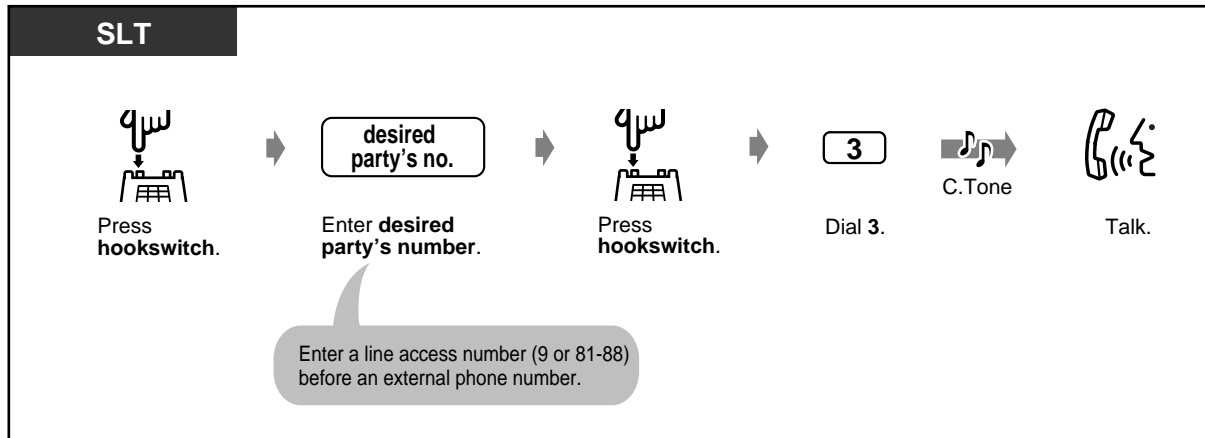 SLT
desired
party's no.
3
C.Tone
Press
hookswitch.
Enter desired
party's number.
Press
hookswitch.
Dial 3.
Talk.
Enter a line access number (9 or 81-88)
before an external phone number.